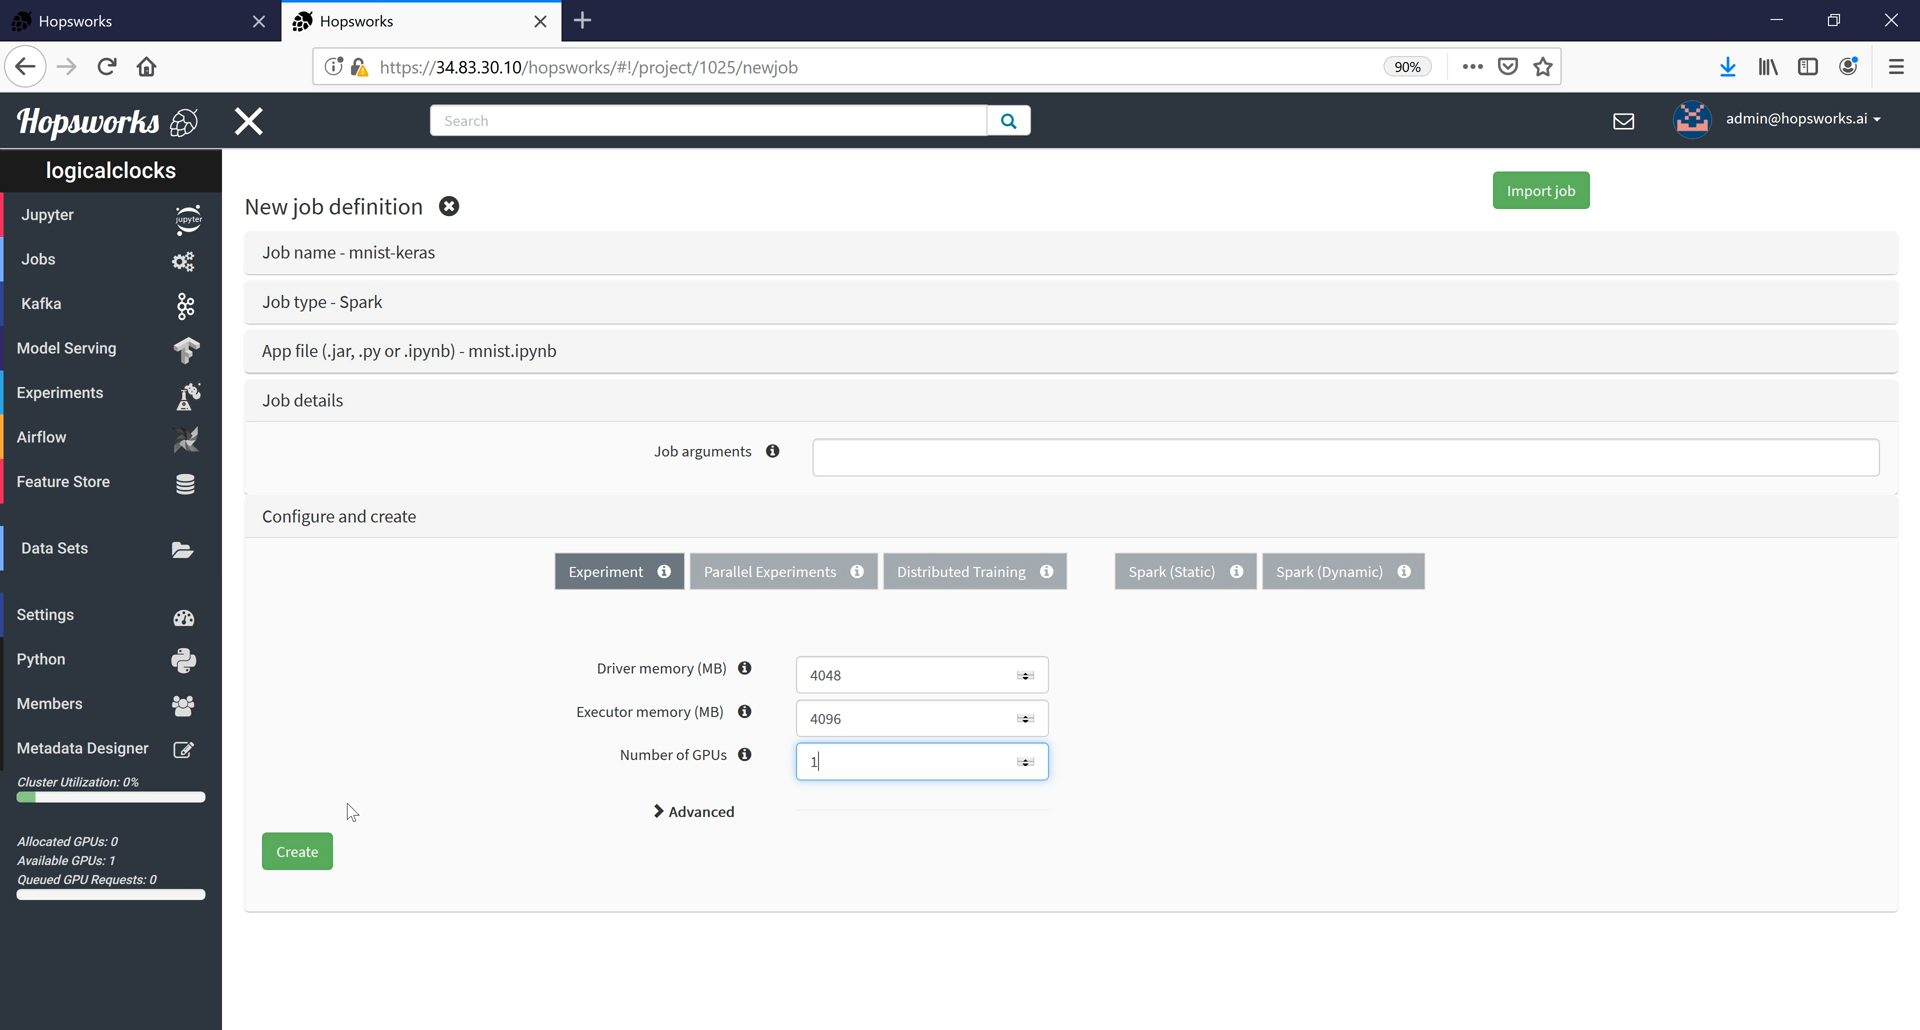 Hopsworks
Hopsworks
https://34.83.30.10/hopsworks/#!/project/1025/newjob
90%
Hopsworks
Search
admin@hopsworks.ai
logicalclocks
Jupyter
jupyter
Jobs
Kafka
Model Serving
Experiments
Airflow
Feature Store
Data Sets
Settings
Python
Members
Metadata Designer
Cluster Utilization: 0%
Allocated GPUs: 0
Available GPUs: 1
Queued GPU Requests: 0
New job definition
Import job
Job name - mnist-keras
Job type - Spark
App file (.jar, .py or .ipynb) - mnist.ipynb
Job details
Job arguments
Configure and create
Experiment Parallel Experiments Distributed Training Spark (Static) Spark (Dynamic)
Driver memory (MB) 4048
Executor memory (MB) 4096
Number of GPUs 1
Advanced
Create